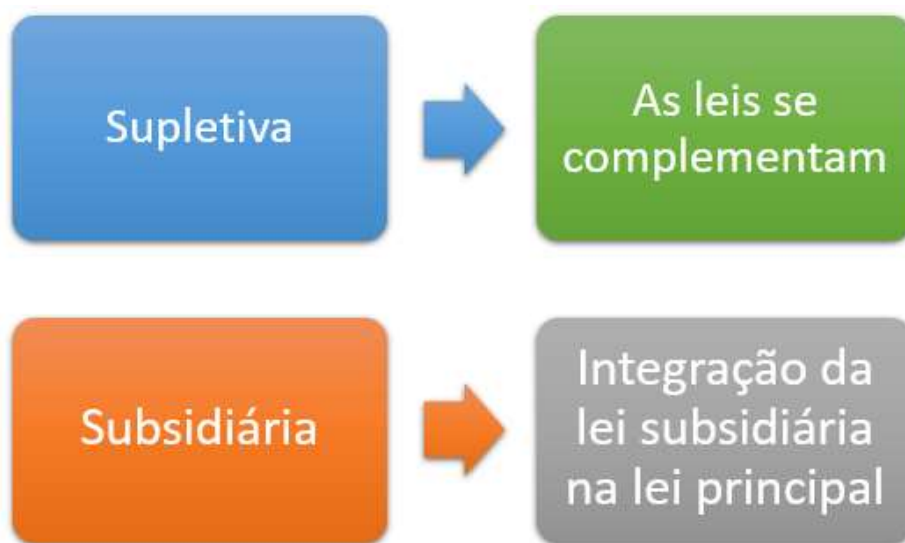 Supletiva
As leis se
complementam
Subsidiária
Integração da
lei subsidiária
na lei principal